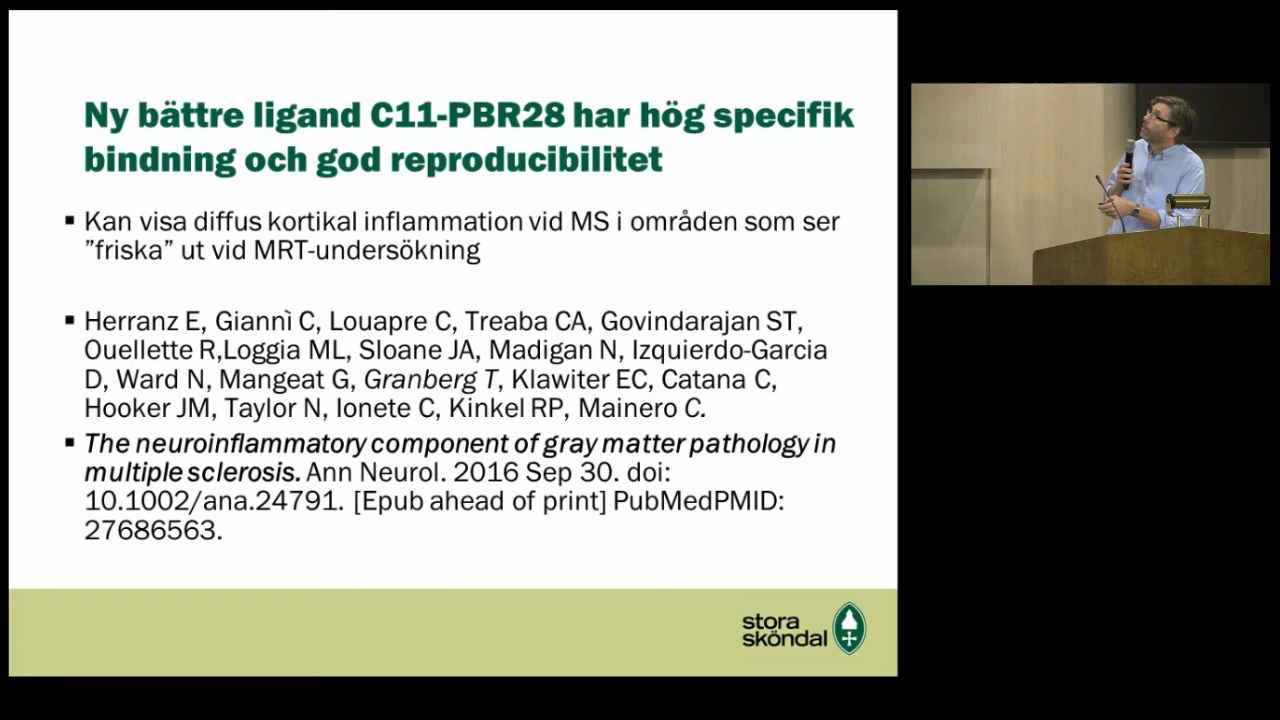 Ny bättre ligand C11-PBR28 har hög specifik
bindning och god reproducibilitet
▪ Kan visa diffus kortikal inflammation vid MS i områden som ser
”friska” ut vid MRT-undersökning
▪ Herranz E, Giannì C, Louapre C, Treaba CA, Govindarajan ST,
Ouellette R,Loggia ML, Sloane JA, Madigan N, Izquierdo-Garcia
D, Ward N, Mangeat G, Granberg T, Klawiter EC, Catana C,
Hooker JM, Taylor N, Ionete C, Kinkel RP, Mainero C.
▪ The neuroinflammatory component of gray matter pathology in
multiple sclerosis. Ann Neurol. 2016 Sep 30. doi:
10.1002/ana.24791. [Epub ahead of print] PubMedPMID:
27686563.
stora
sköndal